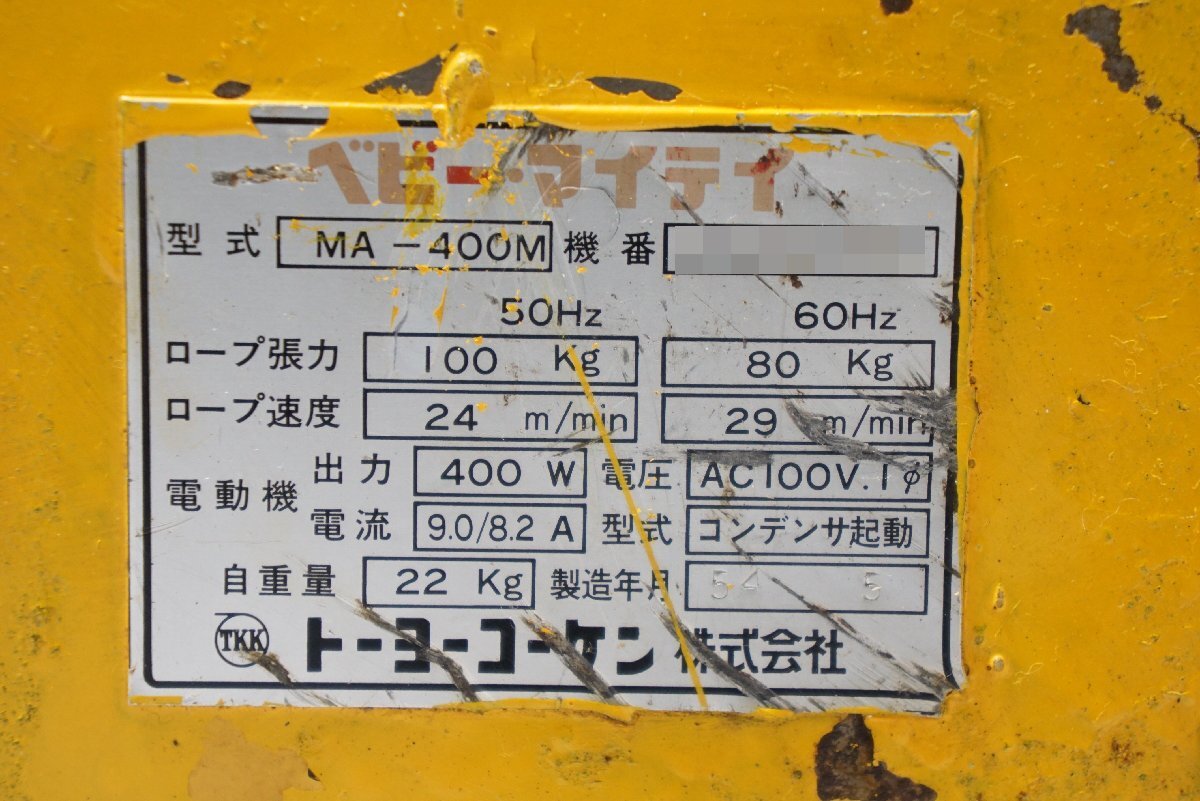 ベビー・マイティ
型式 MA-400M 機番
50Hz 60Hz
ロープ張力 100 Kg 80 Kg
ロープ速度 24 m/min 29 m/min
電動機 出力 400 W 電圧 AC100V.1φ
電流 9.0/8.2 A 型式 コンデンサ起動
自重量 22 Kg 製造年月 54 5
TKK トーヨーコーケン株式会社